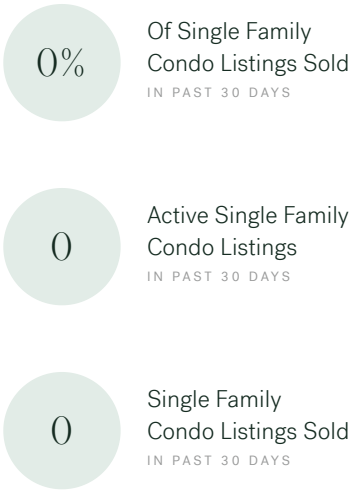 0%
Of Single Family
Condo Listings Sold
IN PAST 30 DAYS
0
Active Single Family
Condo Listings
IN PAST 30 DAYS
0
Single Family
Condo Listings Sold
IN PAST 30 DAYS